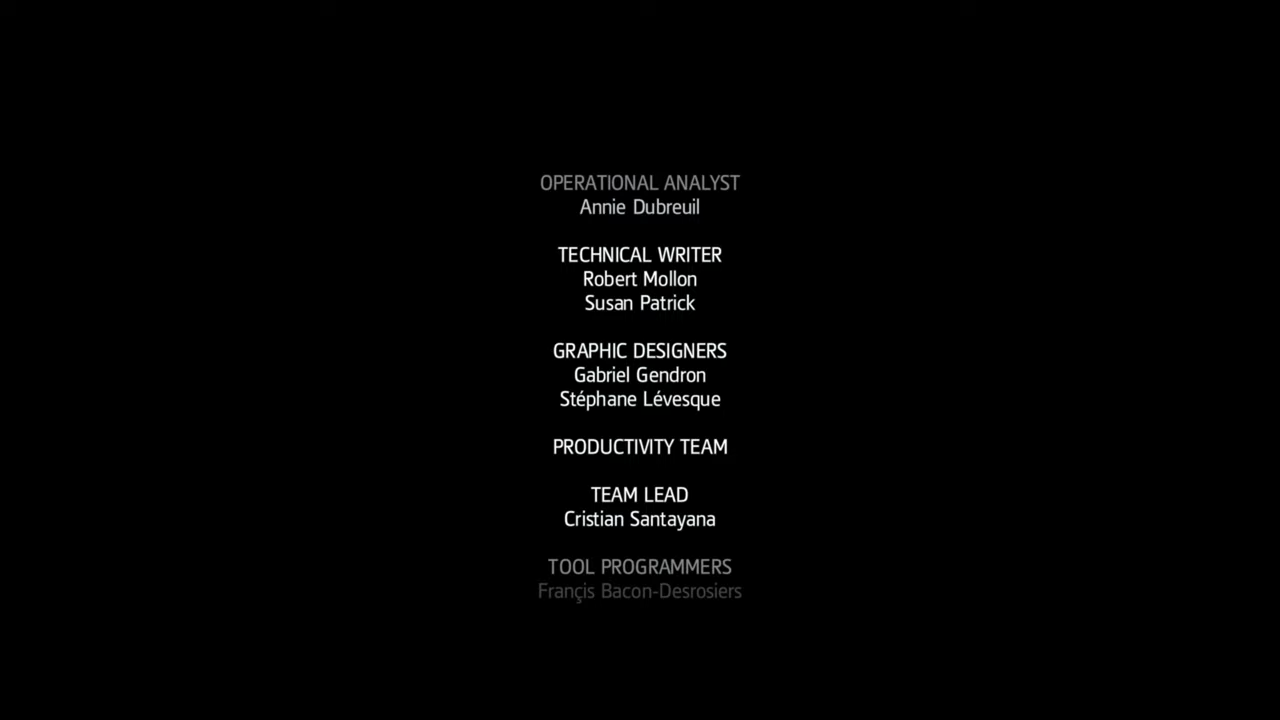 OPERATIONAL ANALYST
Annie Dubreuil
TECHNICAL WRITER
Robert Mollon
Susan Patrick
GRAPHIC DESIGNERS
Gabriel Gendron
Stéphane Lévesque
PRODUCTIVITY TEAM
TEAM LEAD
Cristian Santayana
TOOL PROGRAMMERS
Françis Bacon-Desrosiers